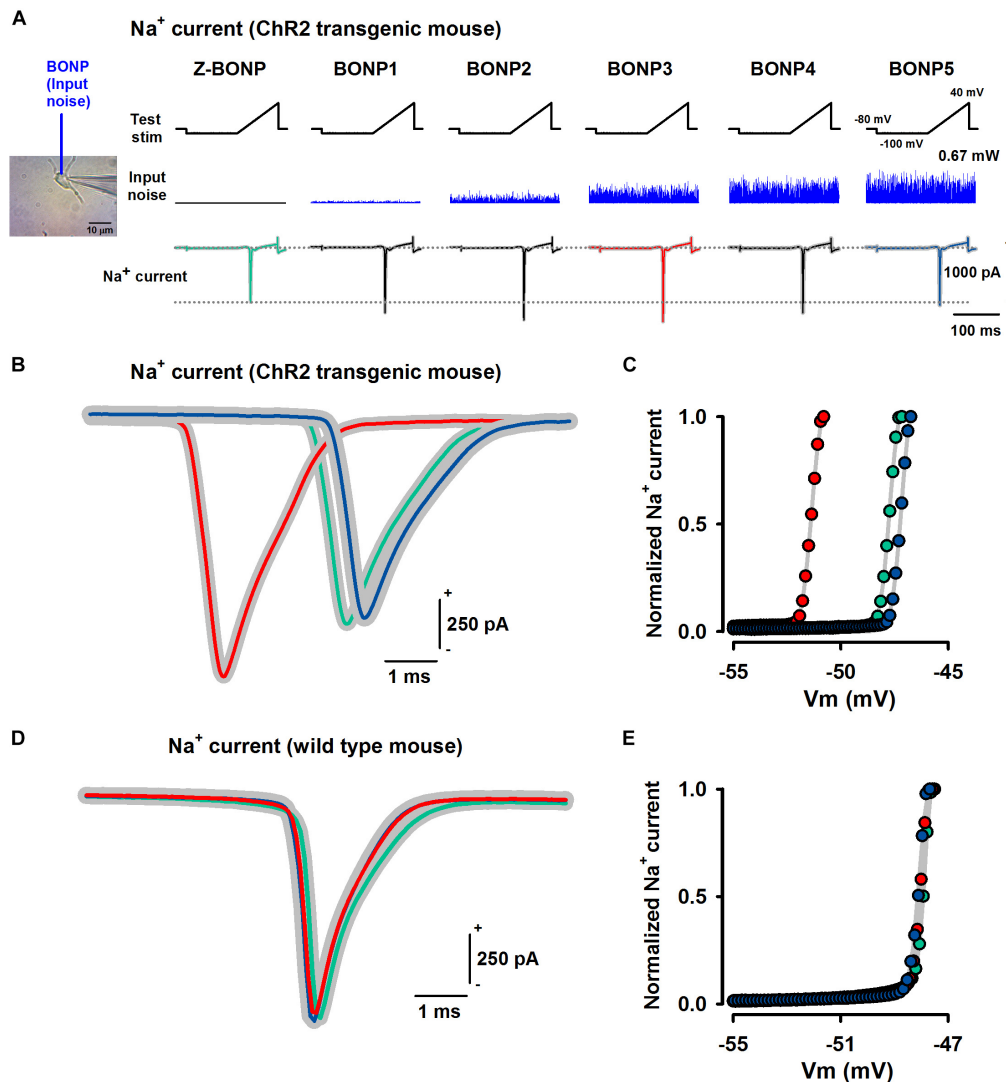 A
Na+ current (ChR2 transgenic mouse)
BONP
(Input
noise)
Z-BONP BONP1 BONP2 BONP3 BONP4 BONP5
Test
stim
40 mV
-80 mV
-100 mV
0.67 mW
Input
noise
10 μm
Na+ current
1000 pA
100 ms
B
Na+ current (ChR2 transgenic mouse)
+
250 pA
-
1 ms
C
Normalized Na+ current
1.0
0.5
0.0
-55 -50 -45
Vm (mV)
D
Na+ current (wild type mouse)
+
250 pA
-
1 ms
E
Normalized Na+ current
1.0
0.5
0.0
-55 -51 -47
Vm (mV)